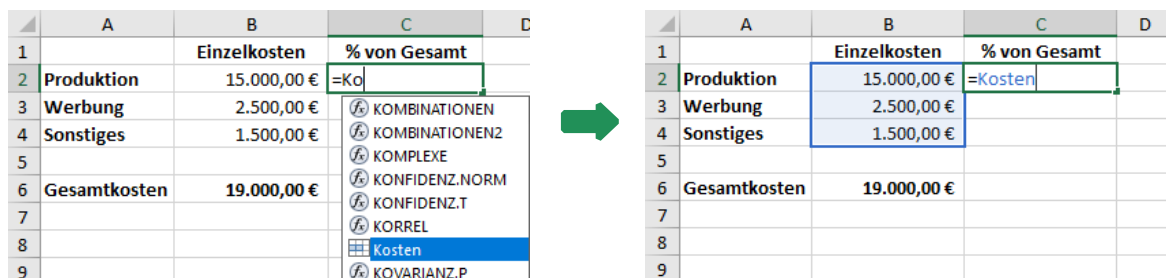 A B C D
1 Einzelkosten % von Gesamt
2 Produktion 15.000,00 € =Ko
3 Werbung 2.500,00 €
4 Sonstiges 1.500,00 €
5
6 Gesamtkosten 19.000,00 €
7
8
9
KOMBINATIONEN
KOMBINATIONEN2
KOMPLEXE
KONFIDENZ.NORM
KONFIDENZ.T
KORREL
Kosten
KOVARIANZ.P
A B C D
1 Einzelkosten % von Gesamt
2 Produktion 15.000,00 € =Kosten
3 Werbung 2.500,00 €
4 Sonstiges 1.500,00 €
5
6 Gesamtkosten 19.000,00 €
7
8
9